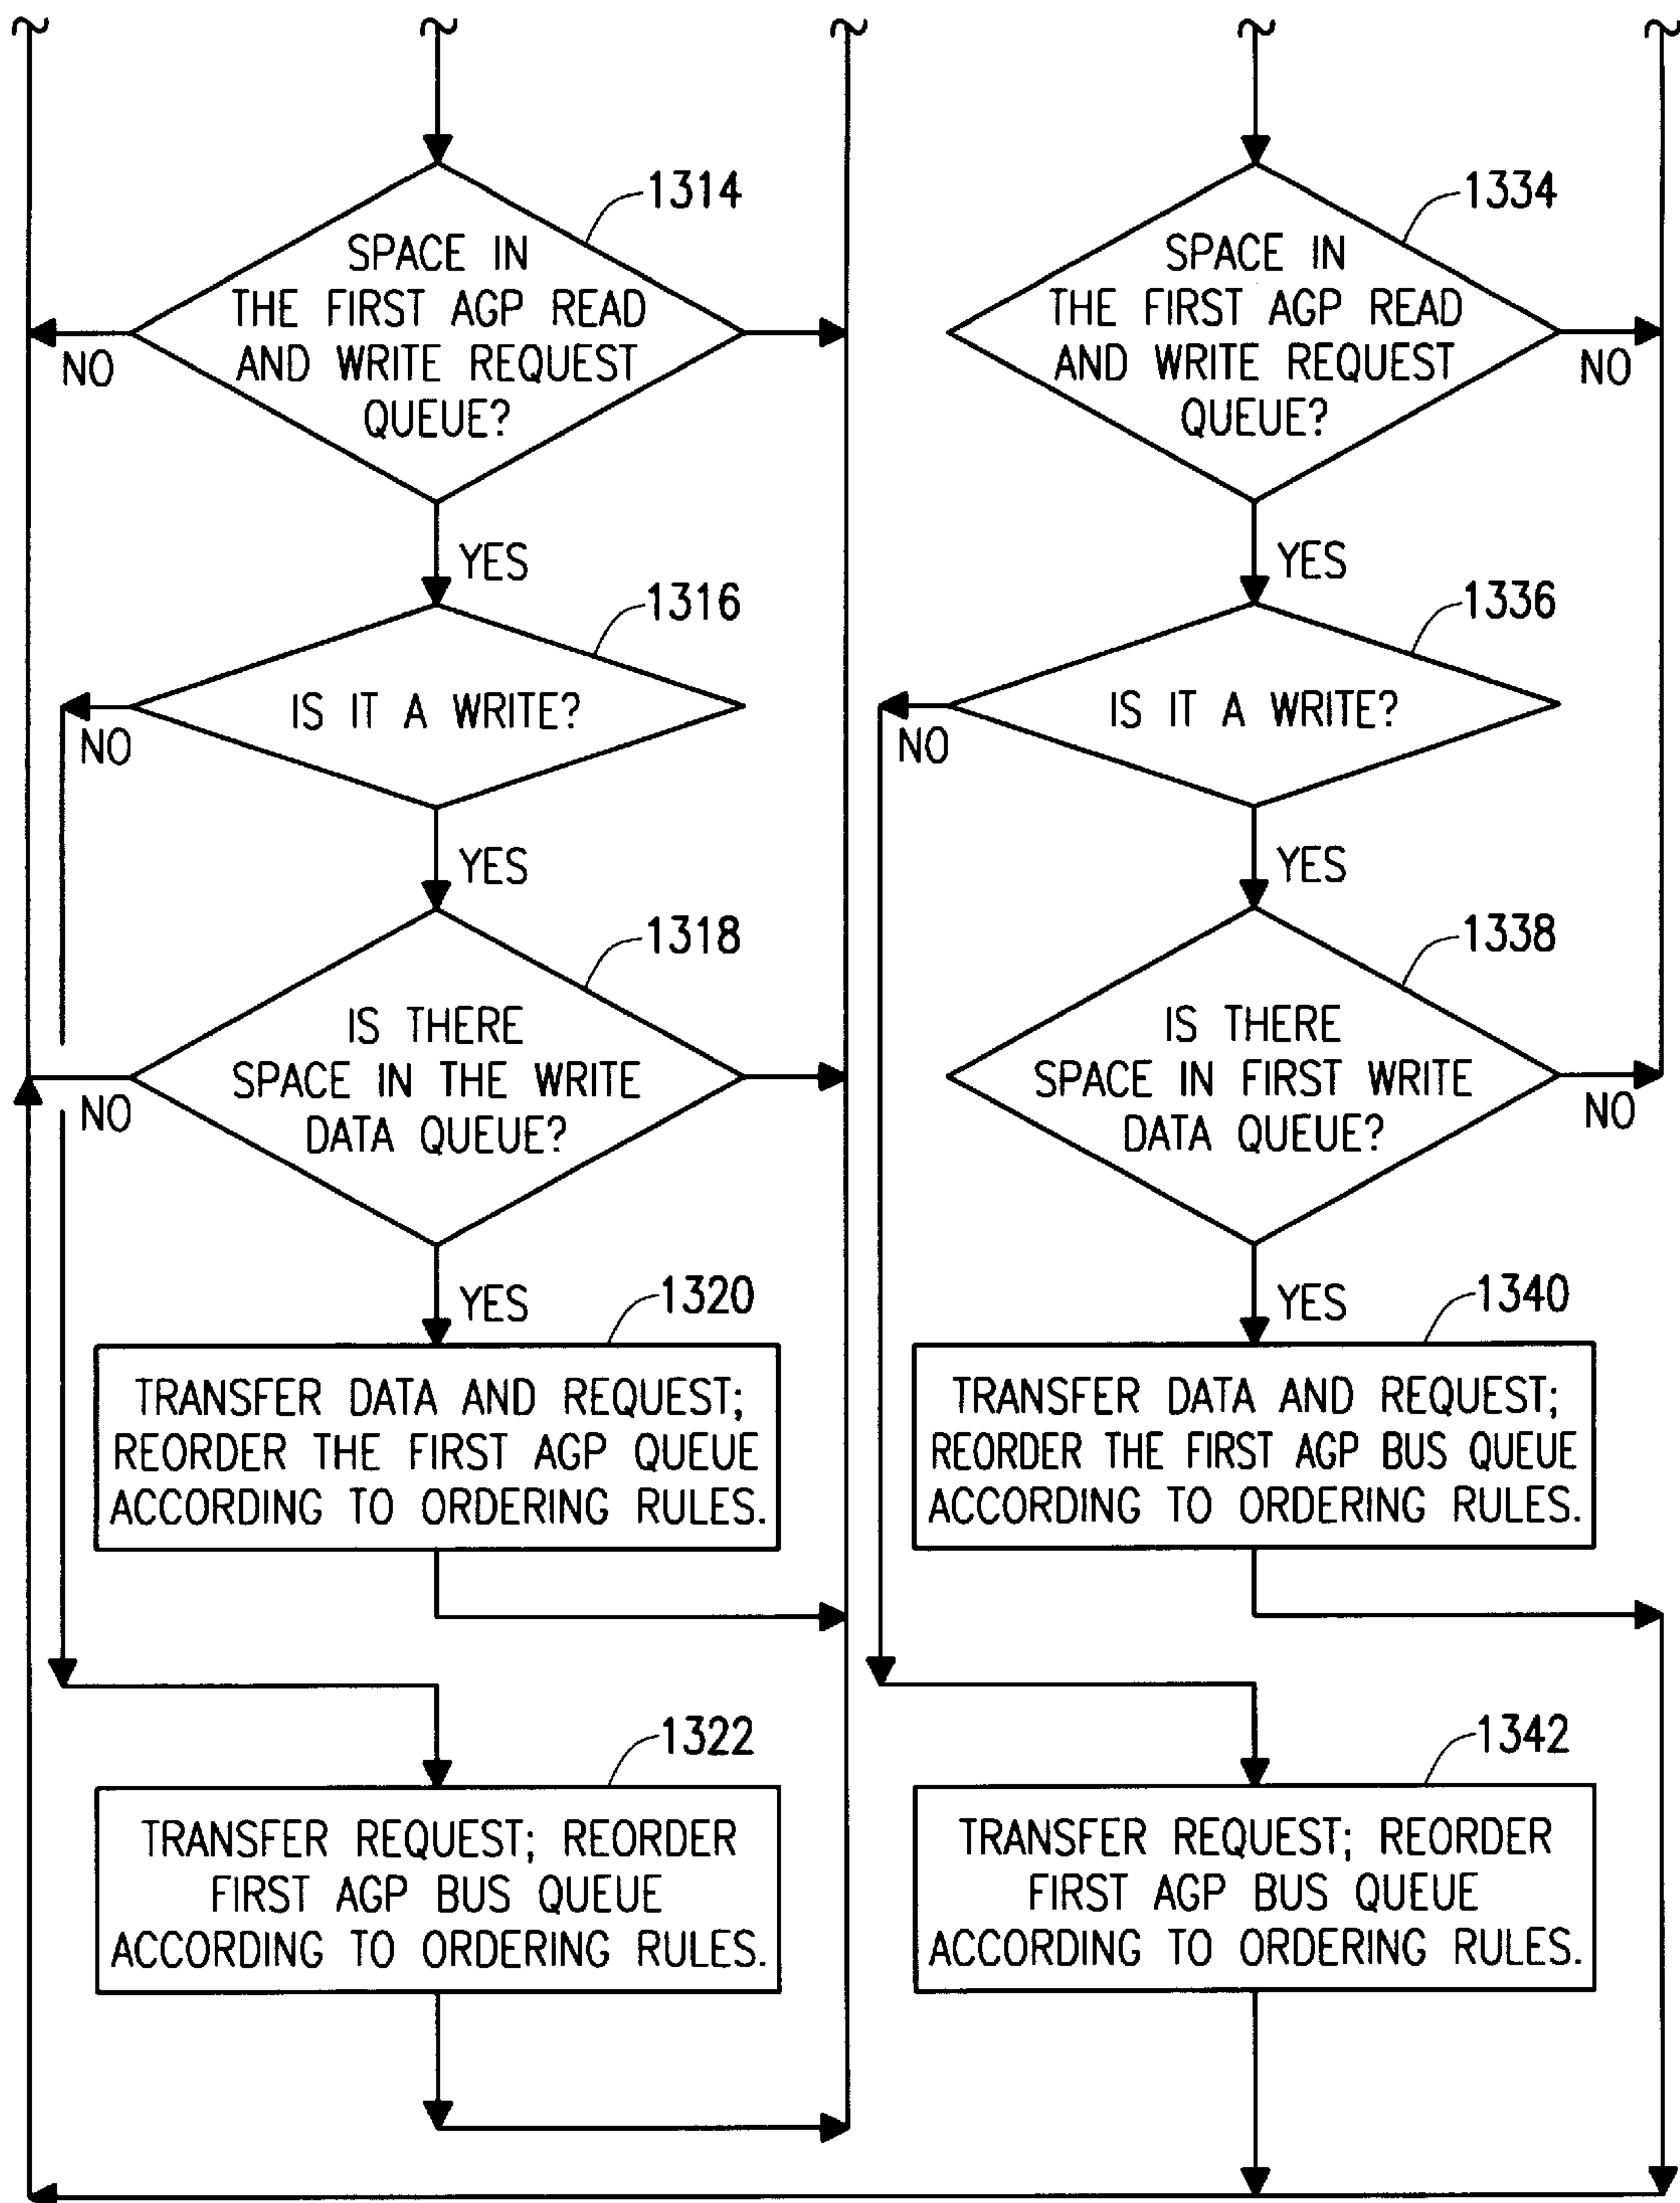 1314
SPACE IN
THE FIRST AGP READ
AND WRITE REQUEST
QUEUE?
NO
YES
1316
IS IT A WRITE?
NO
YES
1318
IS THERE
SPACE IN THE WRITE
DATA QUEUE?
NO
YES
1320
TRANSFER DATA AND REQUEST;
REORDER THE FIRST AGP QUEUE
ACCORDING TO ORDERING RULES.
1322
TRANSFER REQUEST; REORDER
FIRST AGP BUS QUEUE
ACCORDING TO ORDERING RULES.
1334
SPACE IN
THE FIRST AGP READ
AND WRITE REQUEST
QUEUE?
NO
YES
1336
IS IT A WRITE?
NO
YES
1338
IS THERE
SPACE IN FIRST WRITE
DATA QUEUE?
NO
YES
1340
TRANSFER DATA AND REQUEST;
REORDER THE FIRST AGP BUS QUEUE
ACCORDING TO ORDERING RULES.
1342
TRANSFER REQUEST; REORDER
FIRST AGP BUS QUEUE
ACCORDING TO ORDERING RULES.